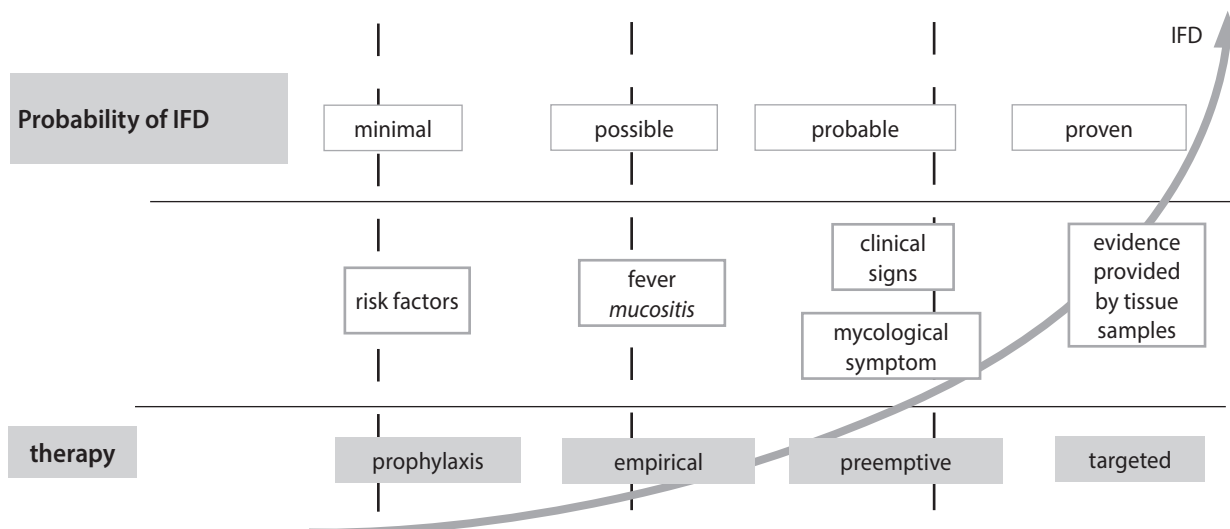 IFD
Probability of IFD
minimal
possible
probable
proven
risk factors
fever
mucositis
clinical
signs
mycological
symptom
evidence
provided
by tissue
samples
therapy
prophylaxis
empirical
preemptive
targeted